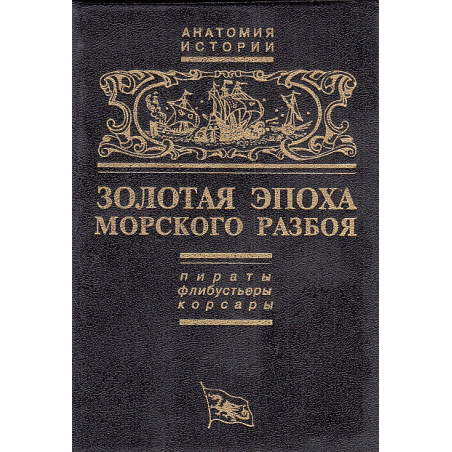 АНАТОМИЯ
ИСТОРИИ
ЗОЛОТАЯ ЭПОХА
МОРСКОГО РАЗБОЯ
пираты
флибустьеры
корсары